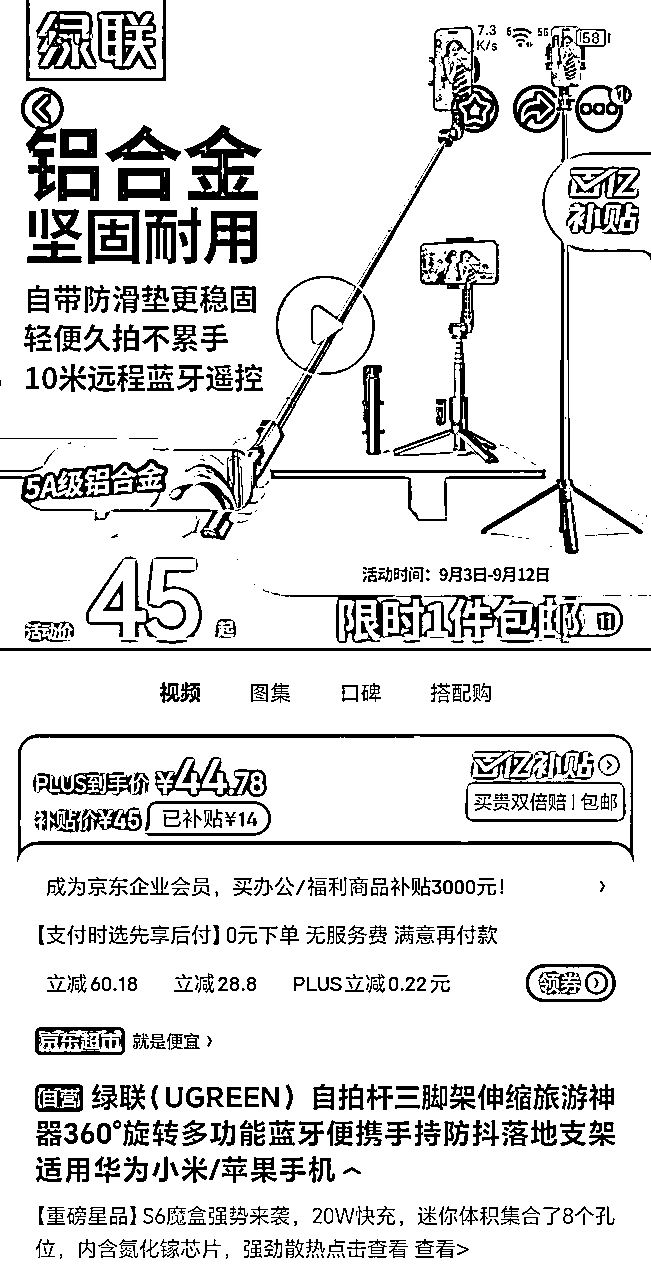 绿联
7.3
K/s
5G
58
铝合金
坚固耐用
百亿
补贴
自带防滑垫更稳固
轻便久拍不累手
10米远程蓝牙遥控
5A级铝合金
活动时间：9月3日-9月12日
活动价 45 起
限时1件包邮
视频 图集 口碑 搭配购
PLUS到手价 ¥44.78
百亿补贴
补贴价¥45 已补贴¥14
买贵双倍赔 | 包邮
成为京东企业会员，买办公/福利商品补贴3000元！
【支付时选先享后付】0元下单 无服务费 满意再付款
立减60.18 立减28.8 PLUS立减0.22元 领券
京东超市 就是便宜
自营 绿联（UGREEN）自拍杆三脚架伸缩旅游神
器360°旋转多功能蓝牙便携手持防抖落地支架
适用华为小米/苹果手机
【重磅星品】S6魔盒强势来袭，20W快充，迷你体积集合了8个孔
位，内含氮化镓芯片，强劲散热点击查看 查看>